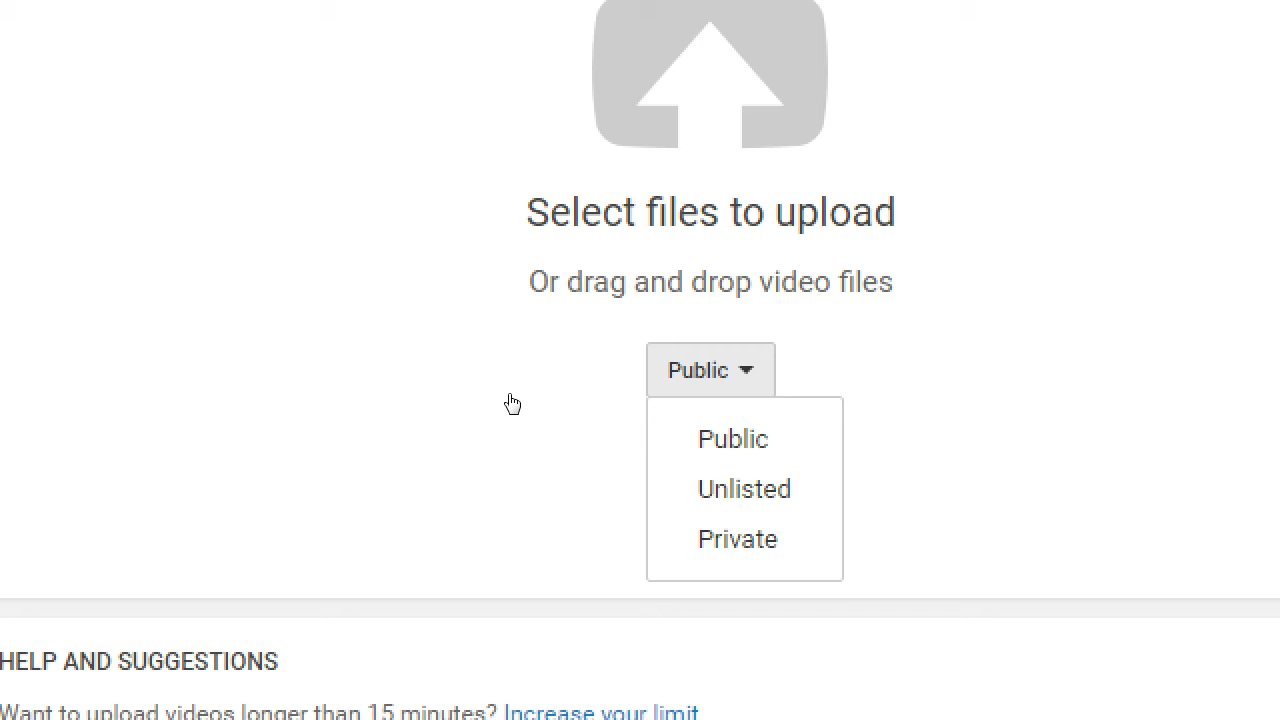 Select files to upload
Or drag and drop video files
Public
Public
Unlisted
Private
HELP AND SUGGESTIONS
Want to upload videos longer than 15 minutes? Increase your limit